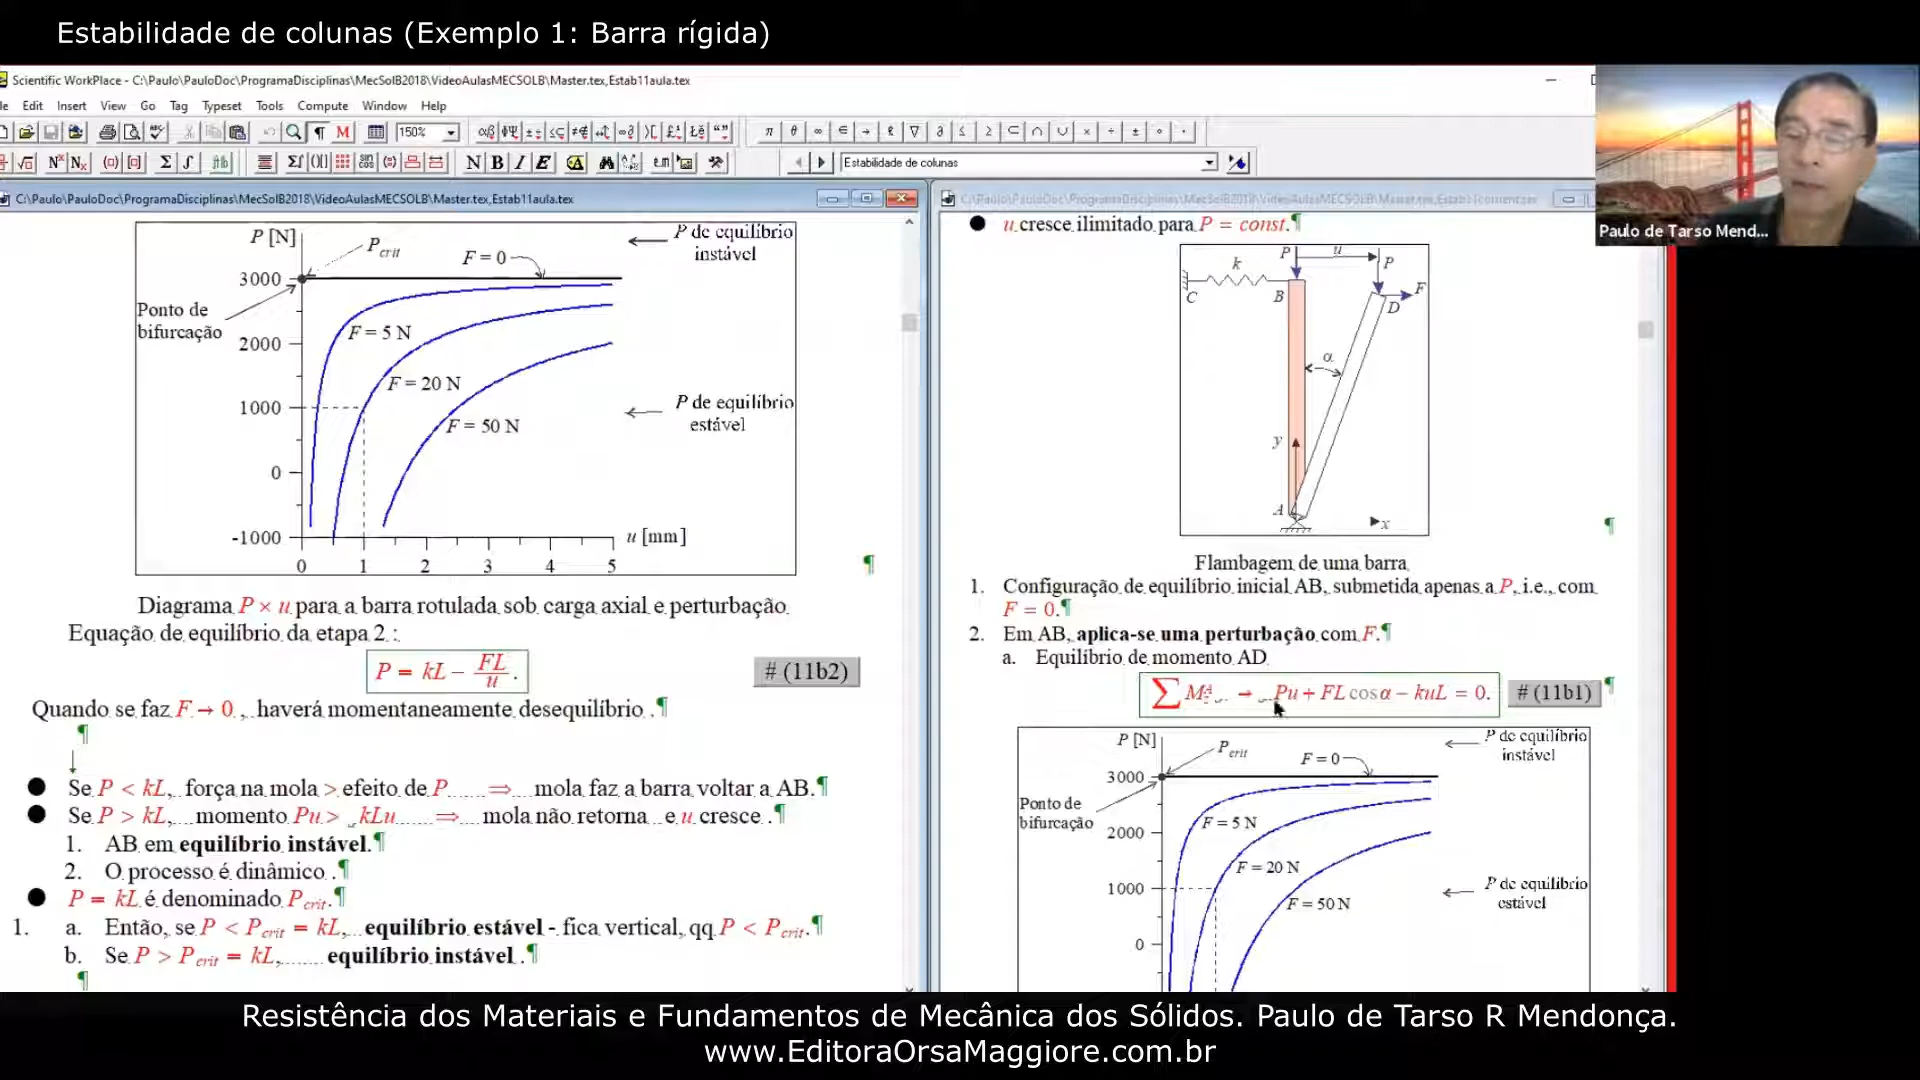 Estabilidade de colunas (Exemplo 1: Barra rígida)
Scientific WorkPlace - C:\Paulo\PauloDoc\ProgramaDisciplinas\MecSolB2018\VideoAulasMECSOLB\Master.tex,Estab11aula.tex
Edit Insert View Go Tag Typeset Tools Compute Window Help
150%
Estabilidade de colunas
Paulo de Tarso Mend...
C:\Paulo\PauloDoc\ProgramaDisciplinas\MecSolB2018\VideoAulasMECSOLB\Master.tex,Estab11aula.tex
P [N]
P crit
F = 0
P de equilíbrio
instável
3000
Ponto de
bifurcação
F = 5 N
2000
F = 20 N
1000
P de equilíbrio
estável
F = 50 N
0
-1000
u [mm]
0 1 2 3 4 5
Diagrama P × u para a barra rotulada sob carga axial e perturbação
Equação de equilíbrio da etapa 2 :
P = kL − FL/u . # (11b2)
Quando se faz F → 0 , haverá momentaneamente desequilíbrio .¶
¶
↓
● Se P < kL, força na mola > efeito de P ⇒ mola faz a barra voltar a AB.¶
● Se P > kL, momento Pu > kLu ⇒ mola não retorna e u cresce .¶
1. AB em equilíbrio instável.¶
2. O processo é dinâmico .¶
● P = kL é denominado Pcrit.¶
1. a. Então, se P < Pcrit = kL, equilíbrio estável - fica vertical, qq P < Pcrit.¶
b. Se P > Pcrit = kL, equilíbrio instável .¶
¶
● u cresce ilimitado para P = const.¶
P u P
k F
C B D
α
y
A x
Flambagem de uma barra
1. Configuração de equilíbrio inicial AB, submetida apenas a P, i.e., com
F = 0.¶
2. Em AB, aplica-se uma perturbação com F.¶
a. Equilíbrio de momento AD
→ Pu + FL cos α − kuL = 0. # (11b1) ¶
P [N]
P crit
F = 0
P de equilíbrio
instável
3000
Ponto de
bifurcação
F = 5 N
2000
F = 20 N
1000
P de equilíbrio
estável
F = 50 N
0
Resistência dos Materiais e Fundamentos de Mecânica dos Sólidos. Paulo de Tarso R Mendonça.
www.EditoraOrsaMaggiore.com.br